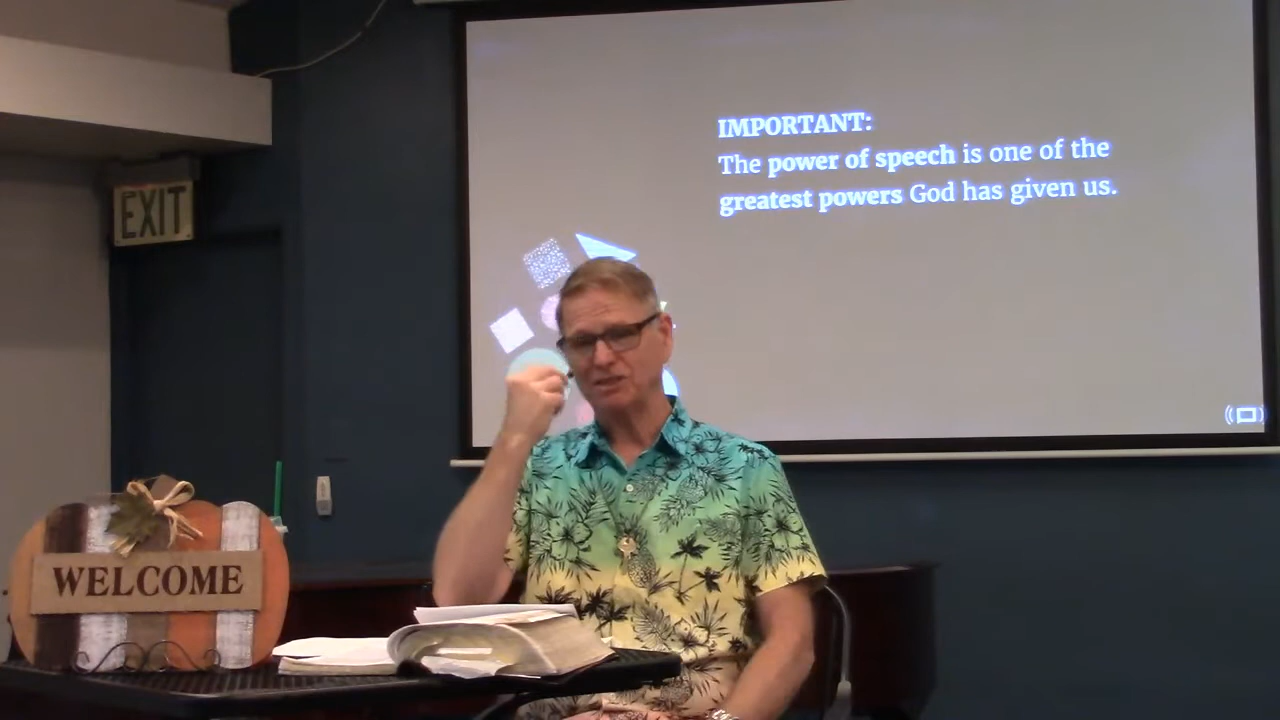 IMPORTANT:
The power of speech is one of the
greatest powers God has given us.
EXIT
WELCOME